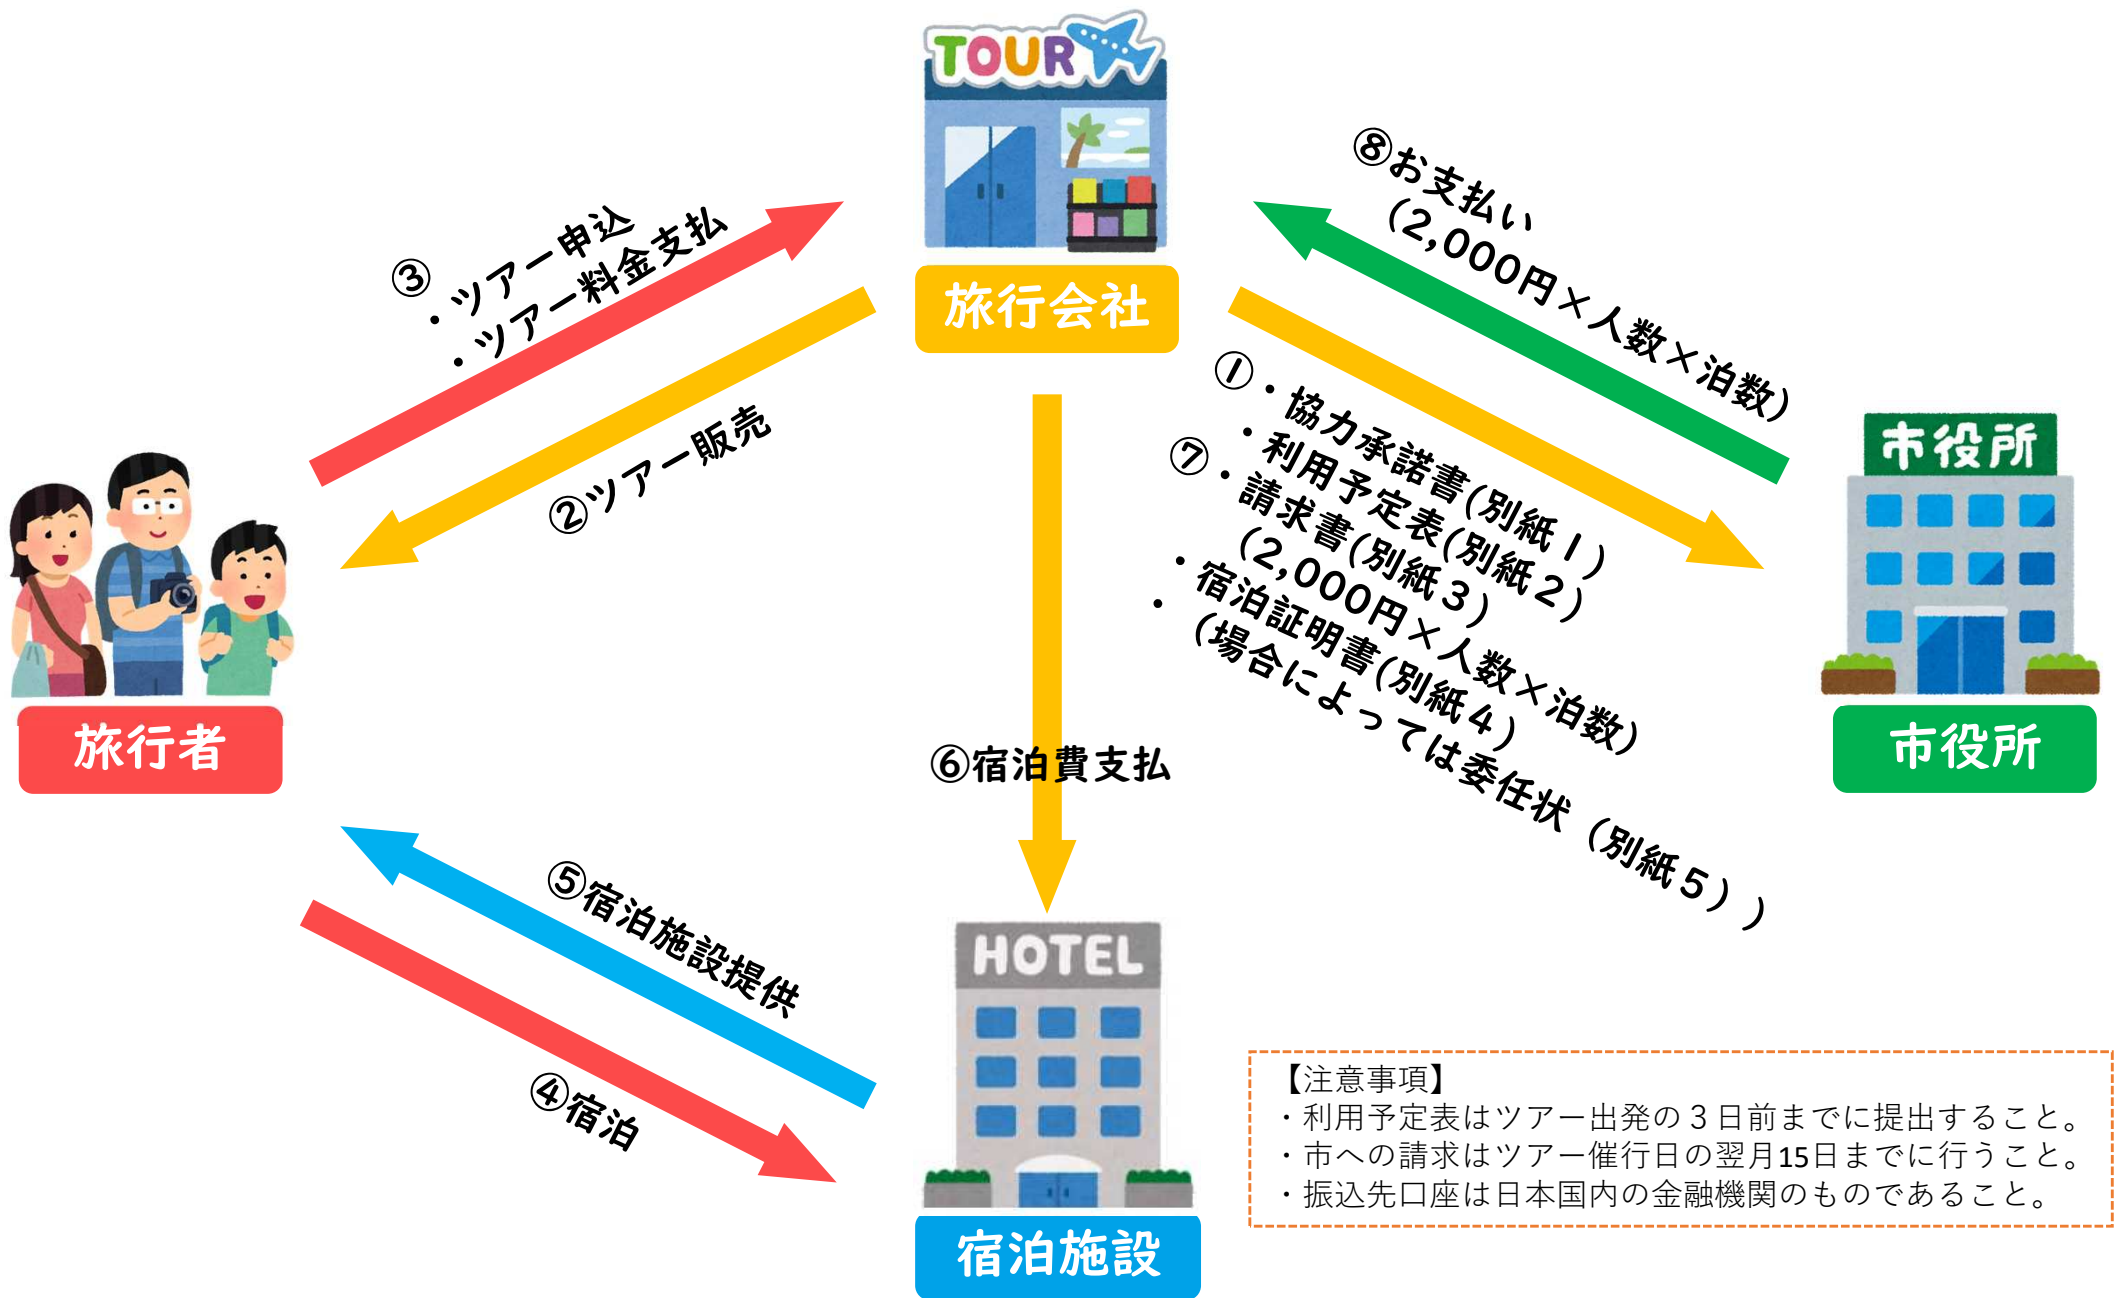 TOUR
旅行会社
③
・ツアー申込
・ツアー料金支払
②ツアー販売
⑧お支払い
(2,000円×人数×泊数)
①・協力承諾書(別紙1)
・利用予定表(別紙2)
⑦・請求書(別紙3)
(2,000円×人数×泊数)
・宿泊証明書(別紙4)
・(場合によっては委任状(別紙5))
市役所
市役所
旅行者
⑥宿泊費支払
⑤宿泊施設提供
④宿泊
HOTEL
宿泊施設
【注意事項】
・利用予定表はツアー出発の3日前までに提出すること。
・市への請求はツアー催行日の翌月15日までに行うこと。
・振込先口座は日本国内の金融機関のものであること。